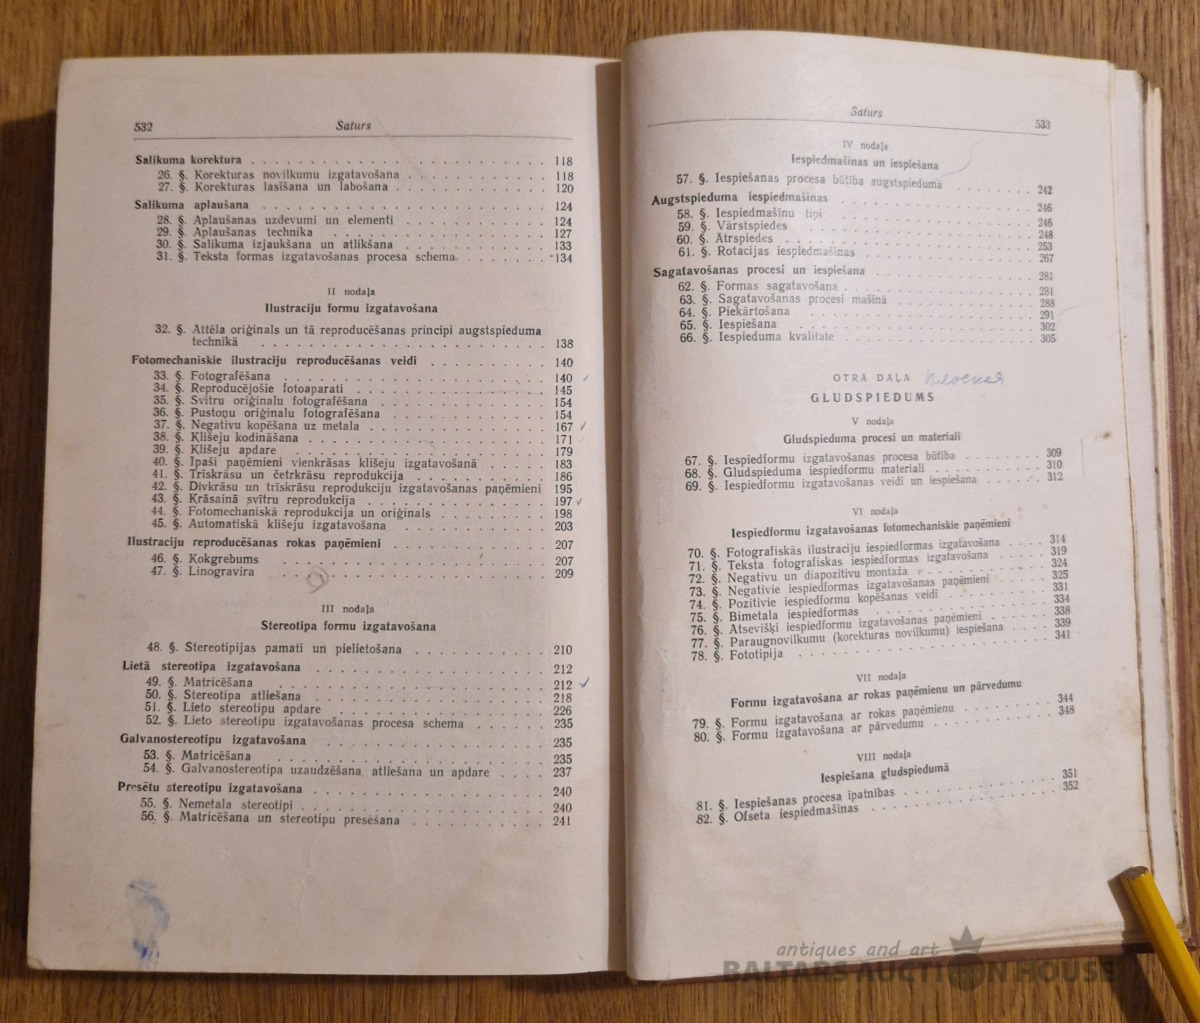 532 Saturs
Salikuma korektura . . . . . . . . . . . . . . . . . . 118
26. §. Korekturas novilkumu izgatavošana . . . . . . . . 118
27. §. Korekturas lasīšana un labošana . . . . . . . . . 120
Salikuma aplaušana . . . . . . . . . . . . . . . . . . 124
28. §. Aplaušanas uzdevumi un elementi . . . . . . . . . 124
29. §. Aplaušanas technika . . . . . . . . . . . . . . 127
30. §. Salikuma izjaukšana un atlikšana . . . . . . . . . 133
31. §. Teksta formas izgatavošanas procesa schema . . . . . . 134
II nodaļa
Ilustraciju formu izgatavošana
32. §. Attēla oriģinals un tā reproducēšanas principi augstspieduma
technikā . . . . . . . . . . . . . . . . . . 138
Fotomechaniskie ilustraciju reproducēšanas veidi . . . . . . . 140
33. §. Fotografēšana . . . . . . . . . . . . . . . . 140
34. §. Reproducējošie fotoaparati . . . . . . . . . . . 145
35. §. Svītru oriģinalu fotografēšana . . . . . . . . . . 154
36. §. Pustoņu oriģinalu fotografēšana . . . . . . . . . . 154
37. §. Negativu kopēšana uz metala . . . . . . . . . . . 167
38. §. Klišeju kodināšana . . . . . . . . . . . . . . 171
39. §. Klišeju apdare . . . . . . . . . . . . . . . . 179
40. §. Īpaši paņēmieni vienkrāsas klišeju izgatavošanā . . . . 183
41. §. Trīskrāsu un četrkrāsu reprodukcija . . . . . . . . 186
42. §. Divkrāsu un trīskrāsu reprodukciju izgatavošanas paņēmieni 195
43. §. Krāsainā svītru reprodukcija . . . . . . . . . . . 197
44. §. Fotomechaniskā reprodukcija un oriģinals . . . . . . 198
45. §. Automatiskā klišeju izgatavošana . . . . . . . . . 203
Ilustraciju reproducēšanas rokas paņēmieni . . . . . . . . . 207
46. §. Kokgrebums . . . . . . . . . . . . . . . . . 207
47. §. Linogravira . . . . . . . . . . . . . . . . . 209
III nodaļa
Stereotipa formu izgatavošana
48. §. Stereotipijas pamati un pielietošana . . . . . . . . . 210
Lietā stereotipa izgatavošana . . . . . . . . . . . . . . 212
49. §. Matricēšana . . . . . . . . . . . . . . . . . 212
50. §. Stereotipa atliešana . . . . . . . . . . . . . . 218
51. §. Lieto stereotipu apdare . . . . . . . . . . . . . 226
52. §. Lieto stereotipu izgatavošanas procesa schema . . . . . 235
Galvanostereotipu izgatavošana . . . . . . . . . . . . . 235
53. §. Matricēšana . . . . . . . . . . . . . . . . . 235
54. §. Galvanostereotipa uzaudzēšana, atliešana un apdare . . . . 237
Presētu stereotipu izgatavošana . . . . . . . . . . . . . . 240
55. §. Nemetala stereotipi . . . . . . . . . . . . . . . 240
56. §. Matricēšana un stereotipu presēšana . . . . . . . . . 241
Saturs 533
IV nodaļa
Iespiedmašinas un iespiešana
57. §. Iespiešanas procesa būtība augstspiedumā . . . . . . 242
Augstspieduma iespiedmašīnas . . . . . . . . . . . . . 246
58. §. Iespiedmašīnu tipi . . . . . . . . . . . . . . 246
59. §. Vārstspiedes . . . . . . . . . . . . . . . . 248
60. §. Ātrspiedes . . . . . . . . . . . . . . . . . 253
61. §. Rotacijas iespiedmašīnas . . . . . . . . . . . . 267
Sagatavošanas procesi un iespiešana . . . . . . . . . . . 281
62. §. Formas sagatavošana . . . . . . . . . . . . . 281
63. §. Sagatavošanas procesi mašīnā . . . . . . . . . . 288
64. §. Piekārtošana . . . . . . . . . . . . . . . . 291
65. §. Iespiešana . . . . . . . . . . . . . . . . . 302
66. §. Iespieduma kvalitate . . . . . . . . . . . . . 305
OTRĀ DAĻA плоская
GLUDSPIEDUMS
V nodaļa
Gludspieduma procesi un materiali
67. §. Iespiedformu izgatavošanas procesa būtība . . . . . . 309
68. §. Gludspieduma iespiedformu materiali . . . . . . . . 310
69. §. Iespiedformu izgatavošanas veidi un iespiešana . . . . . 312
VI nodaļa
Iespiedformu izgatavošanas fotomechaniskie paņēmieni
70. §. Fotografiskās ilustraciju iespiedformas izgatavošana . . . . 314
71. §. Teksta fotografiskas iespiedformas izgatavošana . . . . . 319
72. §. Negativu un diapozitivu montaža . . . . . . . . . 324
73. §. Negativie iespiedformas izgatavošanas paņēmieni . . . . 325
74. §. Pozitivie iespiedformu kopēšanas veidi . . . . . . . 331
75. §. Bimetala iespiedformas . . . . . . . . . . . . . 334
76. §. Atsevišķi iespiedformu izgatavošanas paņēmieni . . . . . 338
77. §. Paraugnovilkumu (korekturas novilkumu) iespiešana . . . . 339
78. §. Fototipija . . . . . . . . . . . . . . . . . 341
VII nodaļa
Formu izgatavošana ar rokas paņēmienu un pārvedumu
79. §. Formu izgatavošana ar rokas paņēmienu . . . . . . . 344
80. §. Formu izgatavošana ar pārvedumu . . . . . . . . . 348
VIII nodaļa
Iespiešana gludspiedumā
81. §. Iespiešanas procesa īpatnības . . . . . . . . . . 351
82. §. Ofseta iespiedmašīnas . . . . . . . . . . . . . 352
antiques and art
BALTARS AUCTION HOUSE